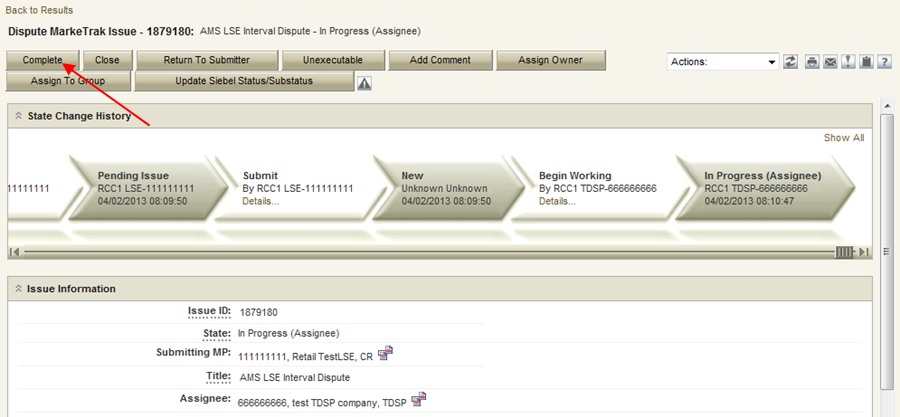 Back to Results
Dispute MarkeTrak Issue - 1879180: AMS LSE Interval Dispute - In Progress (Assignee)
Complete Close Return To Submitter Unexecutable Add Comment Assign Owner Actions:
Assign To Group Update Siebel Status/Substatus
State Change History
Show All
Pending Issue Submit New Begin Working In Progress (Assignee)
11111111 RCC1 LSE-111111111 By RCC1 LSE-111111111 Unknown Unknown By RCC1 TDSP-666666666 RCC1 TDSP-666666666
04/02/2013 08:09:50 Details... 04/02/2013 08:09:50 Details... 04/02/2013 08:10:47
Issue Information
Issue ID: 1879180
State: In Progress (Assignee)
Submitting MP: 111111111, Retail TestLSE, CR
Title: AMS LSE Interval Dispute
Assignee: 666666666, test TDSP company, TDSP